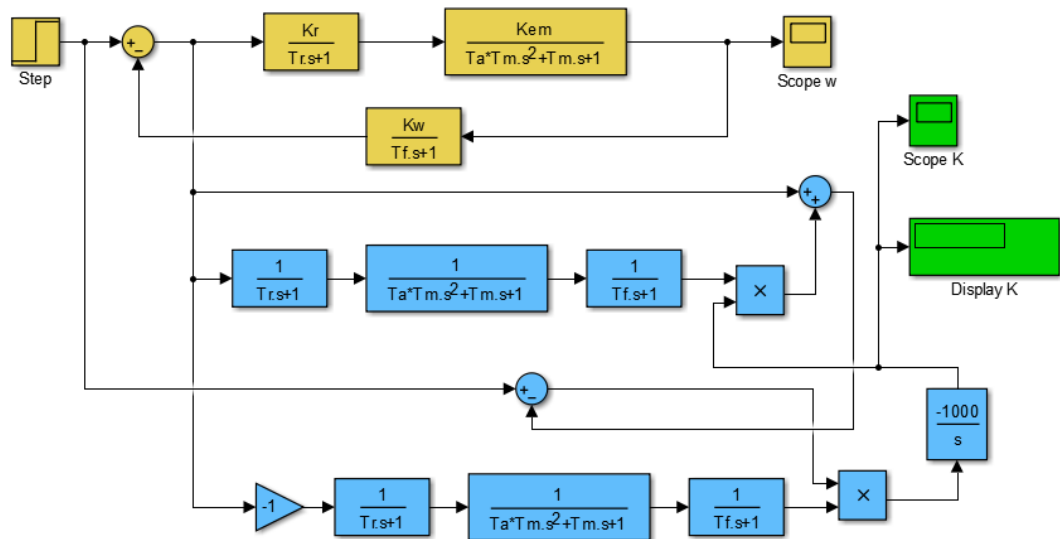 Step
+
−
Kr
Tr.s+1
Kem
Ta*Tm.s²+Tm.s+1
Scope w
Kw
Tf.s+1
Scope K
+
+
1
Tr.s+1
1
Ta*Tm.s²+Tm.s+1
1
Tf.s+1
×
Display K
+
−
-1000
s
-1
1
Tr.s+1
1
Ta*Tm.s²+Tm.s+1
1
Tf.s+1
×